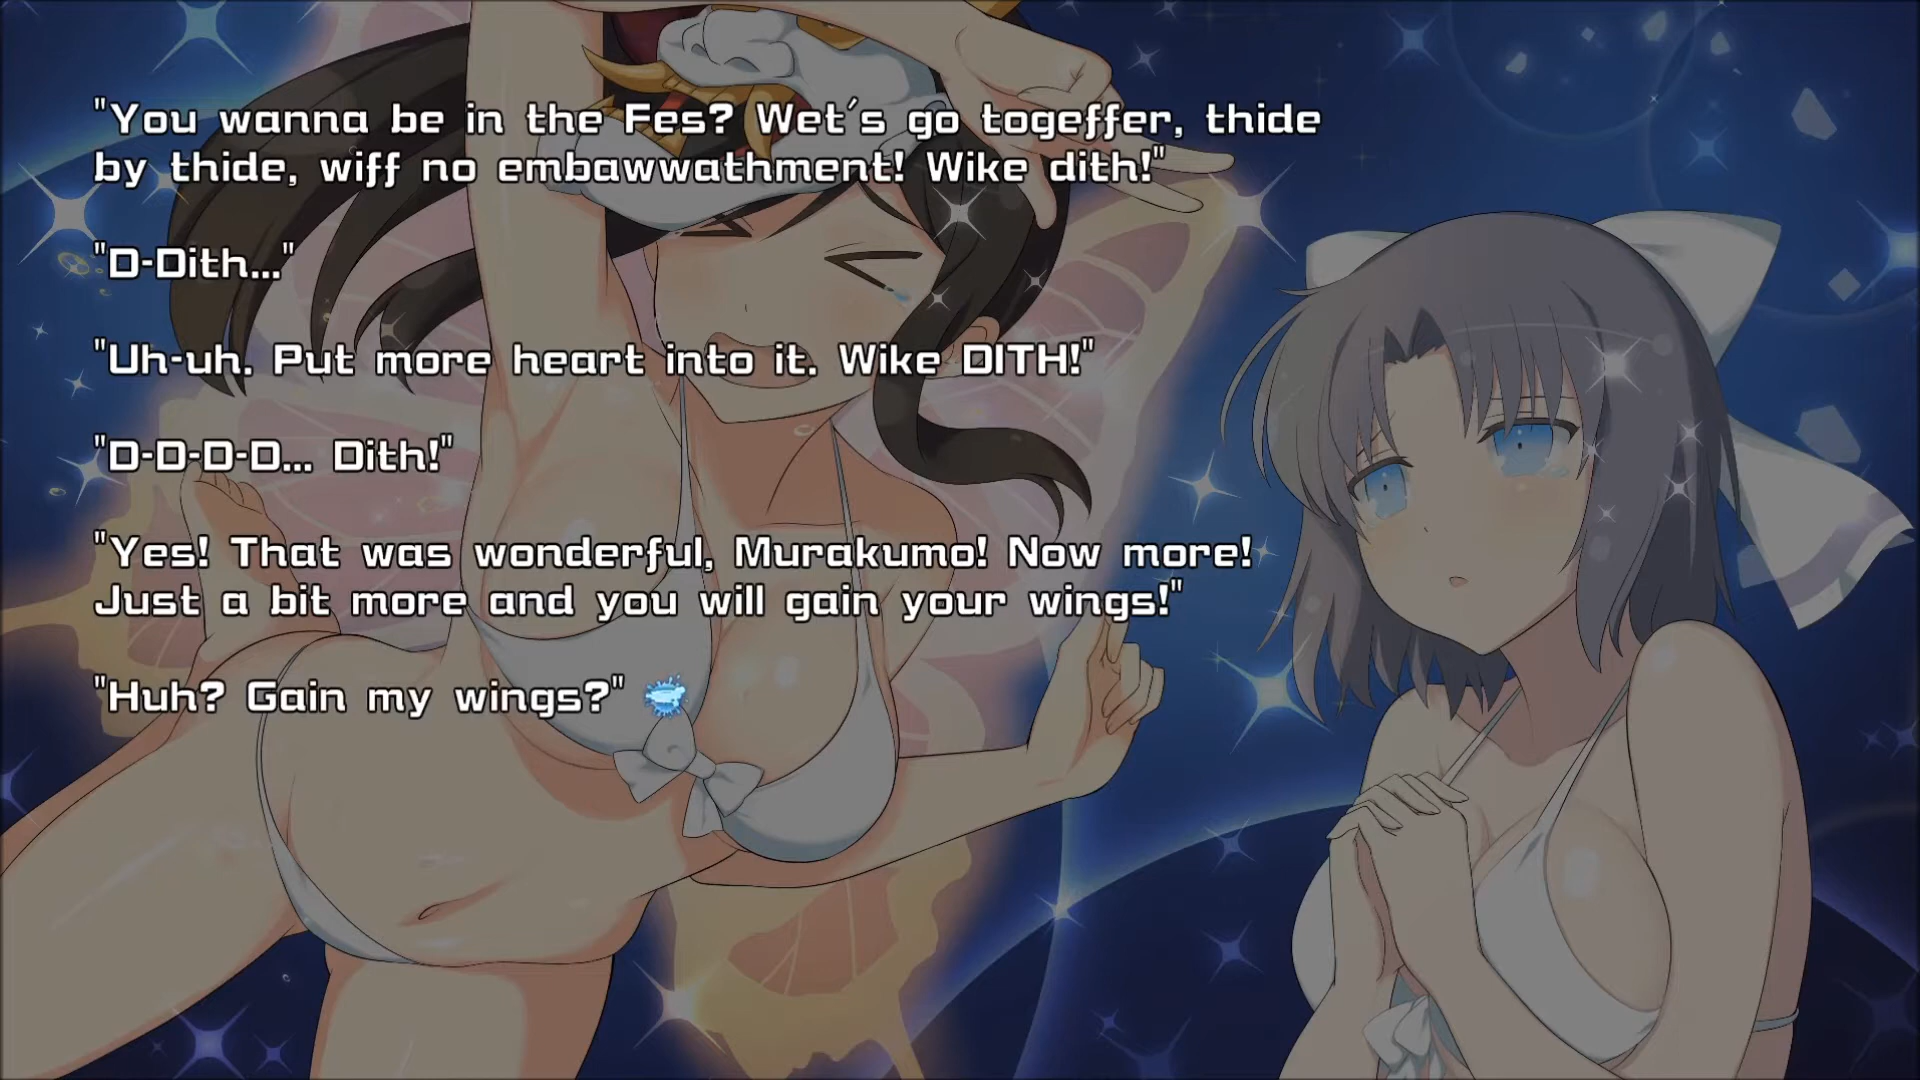 "You wanna be in the Fes? Wet's go togeffer, thide
by thide, wiff no embawwathment! Wike dith!"
"D-Dith..."
"Uh-uh. Put more heart into it. Wike DITH!"
"D-D-D-D... Dith!"
"Yes! That was wonderful, Murakumo! Now more!
Just a bit more and you will gain your wings!"
"Huh? Gain my wings?"